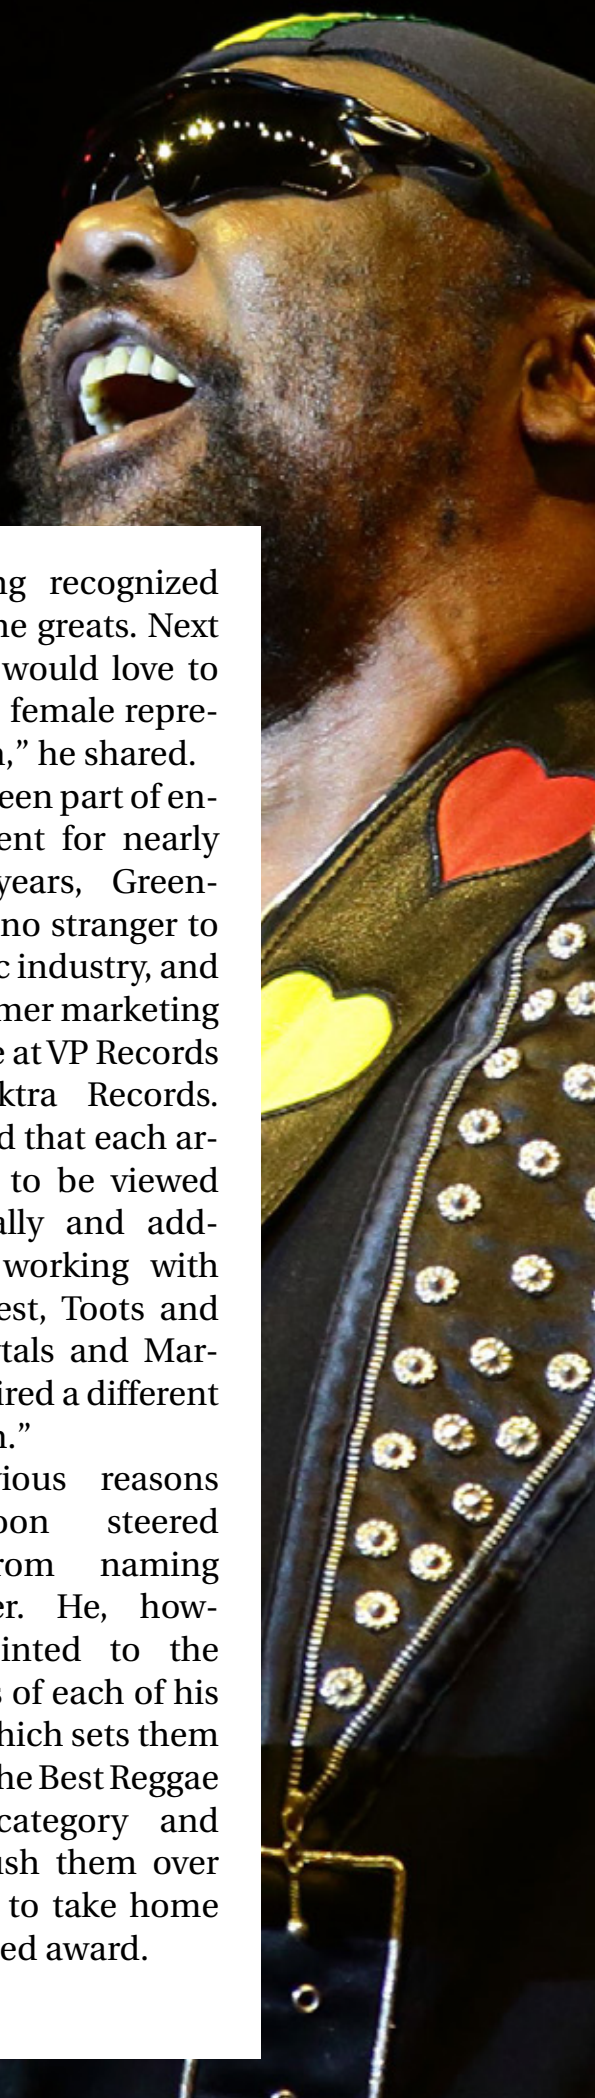 ng recognized
ne greats. Next
would love to
female repre-
n,” he shared.
een part of en-
ent for nearly
years, Green-
no stranger to
c industry, and
mer marketing
e at VP Records
ktra Records.
d that each ar-
to be viewed
ally and add-
working with
est, Toots and
tals and Mar-
ired a different
n.”
vious reasons
oon steered
rom naming
er. He, how-
inted to the
s of each of his
hich sets them
he Best Reggae
category and
ush them over
to take home
ed award.